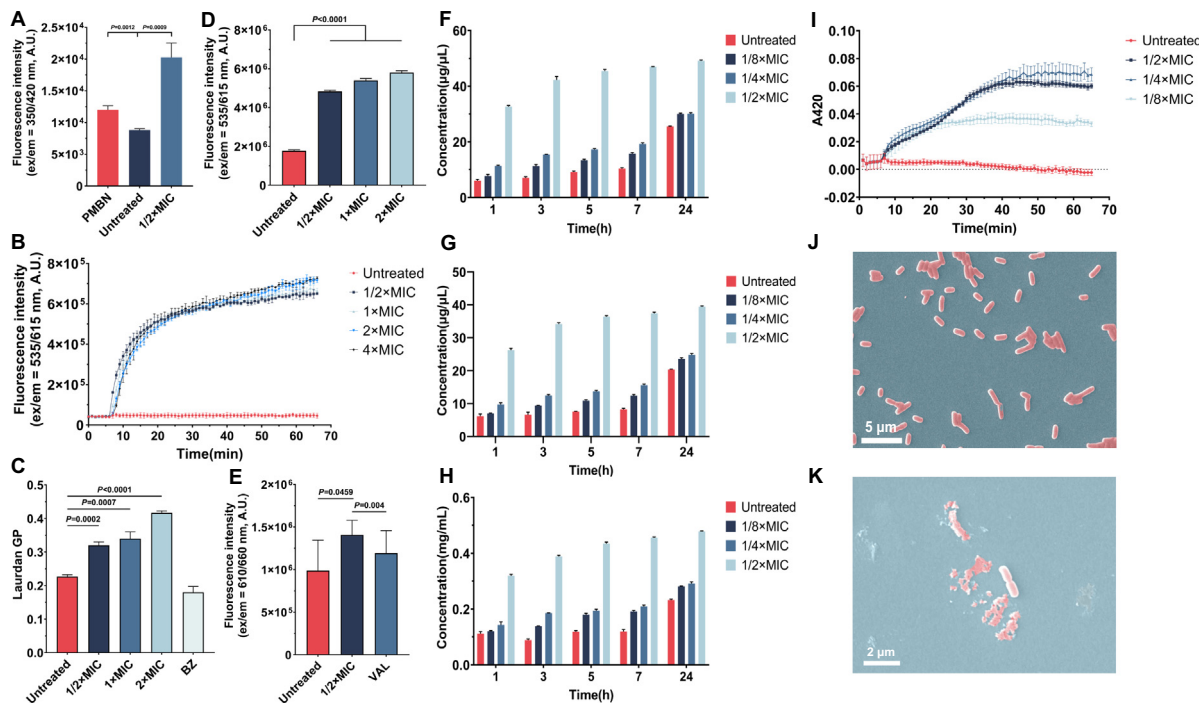 A
P=0.0012
P=0.0009
Fluorescence intensity
(ex/em = 350/420 nm, A.U.)
2.5×10⁴
2×10⁴
1.5×10⁴
1×10⁴
5×10³
0
PMBN
Untreated
1/2×MIC
D
P<0.0001
Fluorescence intensity
(ex/em = 535/615 nm, A.U.)
8×10⁶
6×10⁶
4×10⁶
2×10⁶
0
Untreated
1/2×MIC
1×MIC
2×MIC
F
Concentration(μg/μL)
60
40
20
0
1
3
5
7
24
Time(h)
Untreated
1/8×MIC
1/4×MIC
1/2×MIC
I
A420
0.10
0.08
0.06
0.04
0.02
0.00
-0.02
0
10
20
30
40
50
60
70
Time(min)
Untreated
1/2×MIC
1/4×MIC
1/8×MIC
B
Fluorescence intensity
(ex/em = 535/615 nm, A.U.)
8×10⁵
6×10⁵
4×10⁵
2×10⁵
0
0
10
20
30
40
50
60
70
Time(min)
Untreated
1/2×MIC
1×MIC
2×MIC
4×MIC
G
Concentration(μg/μL)
50
40
30
20
10
0
1
3
5
7
24
Time(h)
Untreated
1/8×MIC
1/4×MIC
1/2×MIC
J
5 μm
C
P<0.0001
P=0.0007
P=0.0002
Laurdan GP
0.5
0.4
0.3
0.2
0.1
0.0
Untreated
1/2×MIC
1×MIC
2×MIC
BZ
E
P=0.0459
P=0.004
Fluorescence intensity
(ex/em = 610/660 nm, A.U.)
2×10⁶
1.5×10⁶
1×10⁶
5×10⁵
0
Untreated
1/2×MIC
VAL
H
Concentration(mg/mL)
0.6
0.4
0.2
0.0
1
3
5
7
24
Time(h)
Untreated
1/8×MIC
1/4×MIC
1/2×MIC
K
2 μm